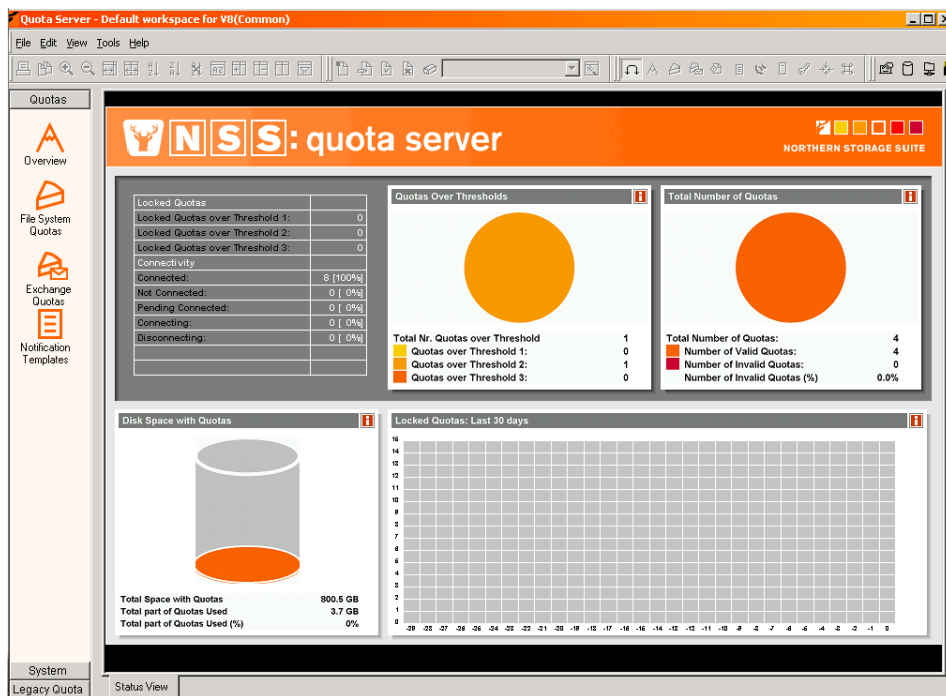 Quota Server - Default workspace for V8(Common)
File Edit View Tools Help
Quotas
Overview
File System
Quotas
Exchange
Quotas
Notification
Templates
System
Legacy Quota
NSS: quota server
NORTHERN STORAGE SUITE
Locked Quotas
Locked Quotas over Threshold 1: 0
Locked Quotas over Threshold 2: 0
Locked Quotas over Threshold 3: 0
Connectivity
Connected: 8 [100%]
Not Connected: 0 [ 0%]
Pending Connected: 0 [ 0%]
Connecting: 0 [ 0%]
Disconnecting: 0 [ 0%]
Quotas Over Thresholds
Total Nr. Quotas over Threshold 1
Quotas over Threshold 1: 0
Quotas over Threshold 2: 1
Quotas over Threshold 3: 0
Total Number of Quotas
Total Number of Quotas: 4
Number of Valid Quotas: 4
Number of Invalid Quotas: 0
Number of Invalid Quotas (%) 0.0%
Disk Space with Quotas
Total Space with Quotas 800.5 GB
Total part of Quotas Used 3.7 GB
Total part of Quotas Used (%) 0%
Locked Quotas: Last 30 days
Status View